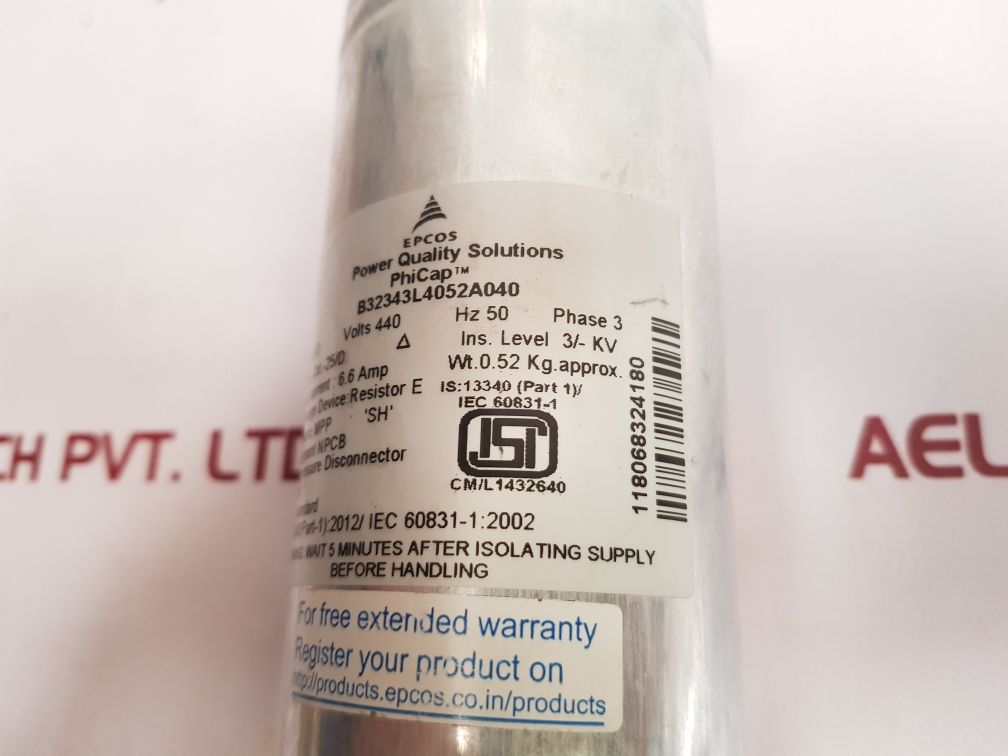 EPCOS
Power Quality Solutions
PhiCap™
B32343L4052A040
Volts 440 Hz 50 Phase 3
-25/D Δ Ins. Level 3/- KV
: 6.6 Amp Wt.0.52 Kg.approx.
Device:Resistor E IS:13340 (Part 1)/
MPP 'SH' IEC 60831-1
NPCB
Disconnector
ISI
CM/L1432640
118068324180
:2012/ IEC 60831-1:2002
WAIT 5 MINUTES AFTER ISOLATING SUPPLY
BEFORE HANDLING
For free extended warranty
Register your product on
http://products.epcos.co.in/products
CH PVT. LTD
AEL